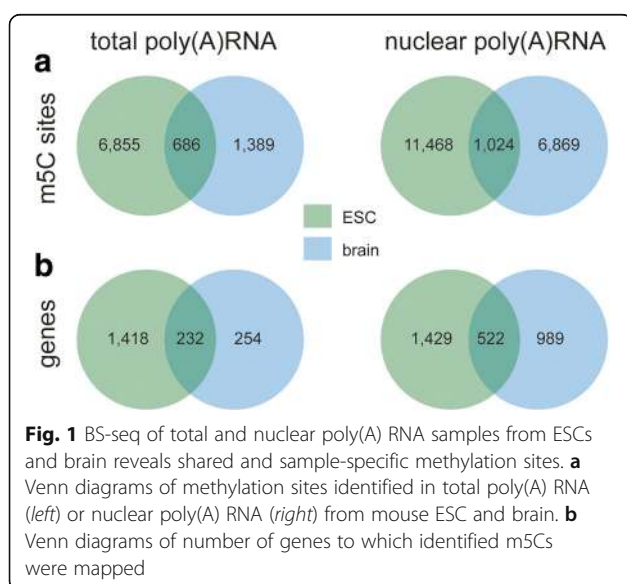 total poly(A)RNA
nuclear poly(A)RNA
a
m5C sites
6,855
686
1,389
11,468
1,024
6,869
ESC
brain
b
genes
1,418
232
254
1,429
522
989
Fig. 1 BS-seq of total and nuclear poly(A) RNA samples from ESCs
and brain reveals shared and sample-specific methylation sites. a
Venn diagrams of methylation sites identified in total poly(A) RNA
(left) or nuclear poly(A) RNA (right) from mouse ESC and brain. b
Venn diagrams of number of genes to which identified m5Cs
were mapped